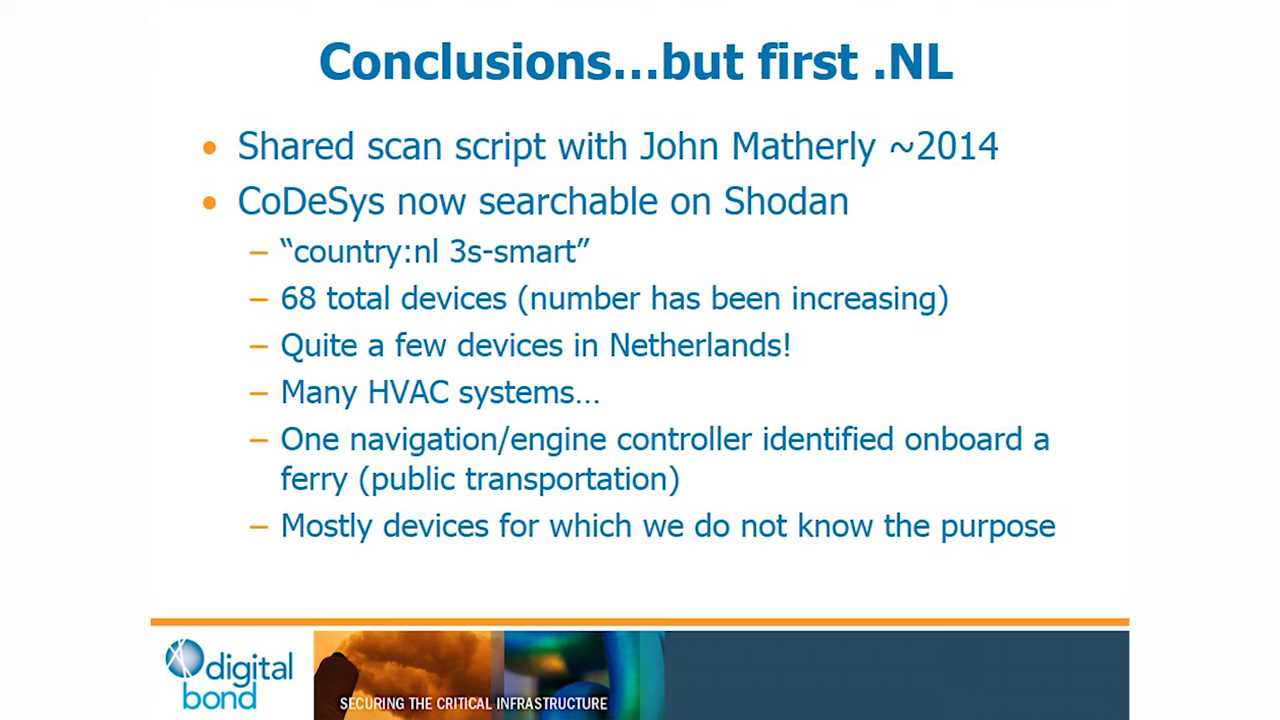 Conclusions...but first .NL
• Shared scan script with John Matherly ~2014
• CoDeSys now searchable on Shodan
– “country:nl 3s-smart”
– 68 total devices (number has been increasing)
– Quite a few devices in Netherlands!
– Many HVAC systems...
– One navigation/engine controller identified onboard a
ferry (public transportation)
– Mostly devices for which we do not know the purpose
digital
bond
SECURING THE CRITICAL INFRASTRUCTURE